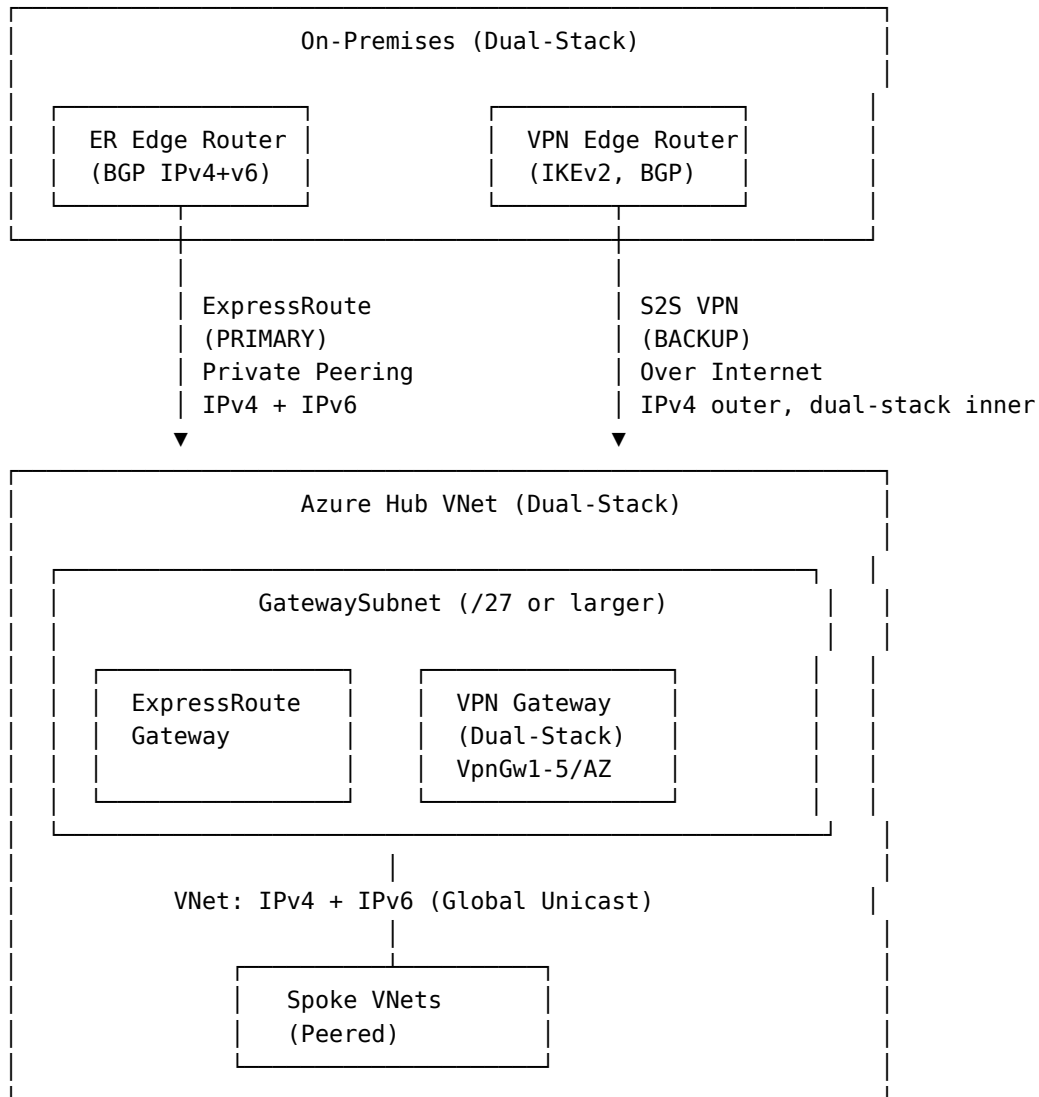 On-Premises (Dual-Stack)
ER Edge Router
(BGP IPv4+v6)
VPN Edge Router
(IKEv2, BGP)
ExpressRoute
(PRIMARY)
Private Peering
IPv4 + IPv6
S2S VPN
(BACKUP)
Over Internet
IPv4 outer, dual-stack inner
Azure Hub VNet (Dual-Stack)
GatewaySubnet (/27 or larger)
ExpressRoute
Gateway
VPN Gateway
(Dual-Stack)
VpnGw1-5/AZ
VNet: IPv4 + IPv6 (Global Unicast)
Spoke VNets
(Peered)